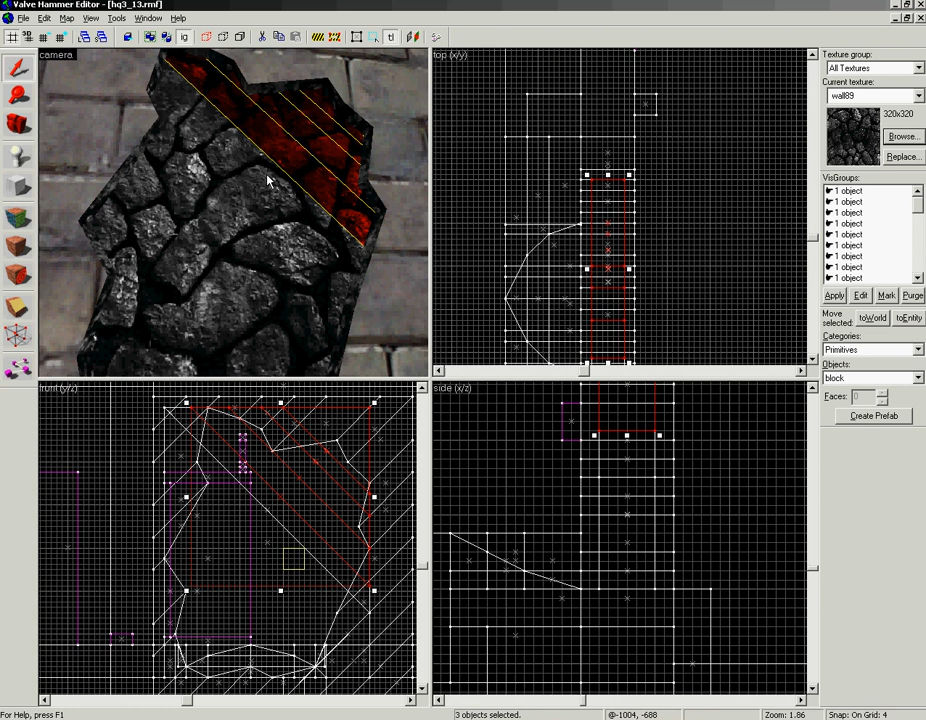 Valve Hammer Editor - [hq3_13.rmf]
File Edit Map View Tools Window Help
ig
tl
camera
top (x/y)
front (y/z)
side (x/z)
Texture group:
All Textures
Current texture:
wall89
320x320
Browse...
Replace...
VisGroups:
1 object
1 object
1 object
1 object
1 object
1 object
1 object
1 object
1 object
Apply Edit Mark Purge
Move
selected:
toWorld toEntity
Categories:
Primitives
Objects:
block
Faces: 0
Create Prefab
For Help, press F1
3 objects selected.
@-1004, -688
Zoom: 1.86
Snap: On Grid: 4